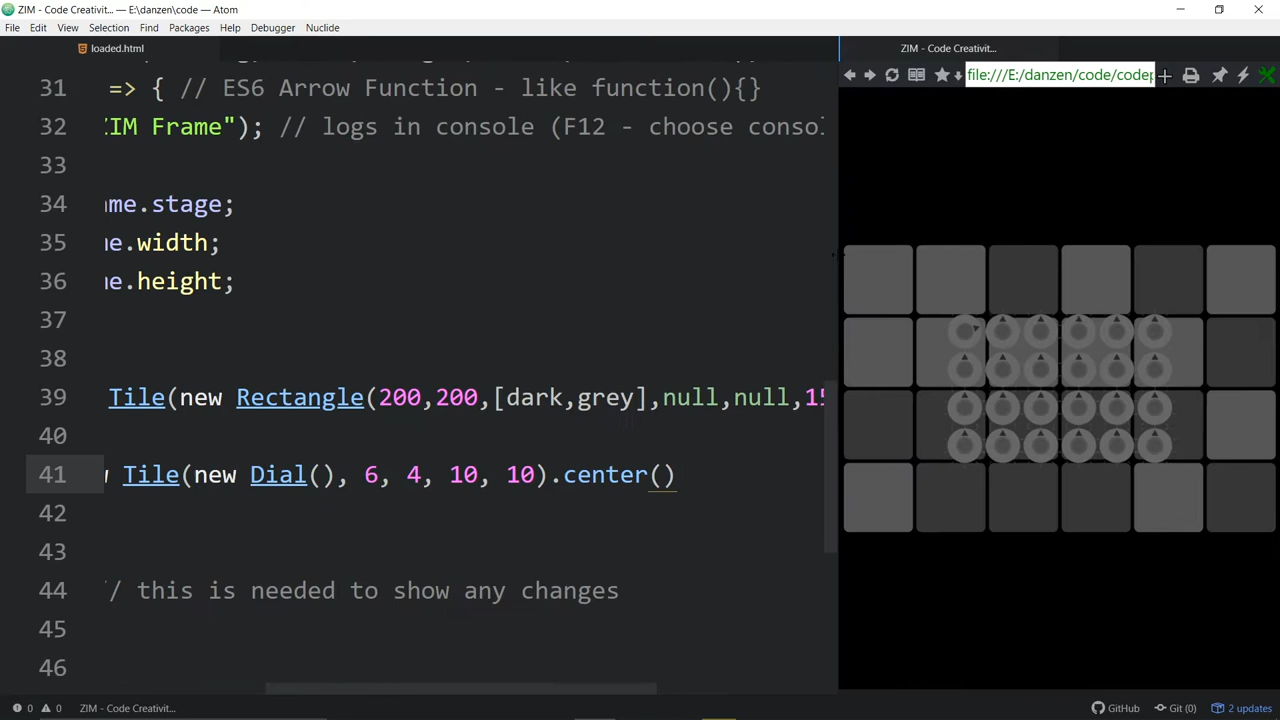 ZIM - Code Creativit... — E:\danzen\code — Atom
File Edit View Selection Find Packages Help Debugger Nuclide
loaded.html
ZIM - Code Creativit...
file:///E:/danzen/code/codep
31 => { // ES6 Arrow Function - like function(){}
32 ZIM Frame"); // logs in console (F12 - choose consol
33
34 me.stage;
35 e.width;
36 e.height;
37
38
39 Tile(new Rectangle(200,200,[dark,grey],null,null,15
40
41 w Tile(new Dial(), 6, 4, 10, 10).center()
42
43
44 / this is needed to show any changes
45
46
0 0 ZIM - Code Creativit...
GitHub Git (0) 2 updates